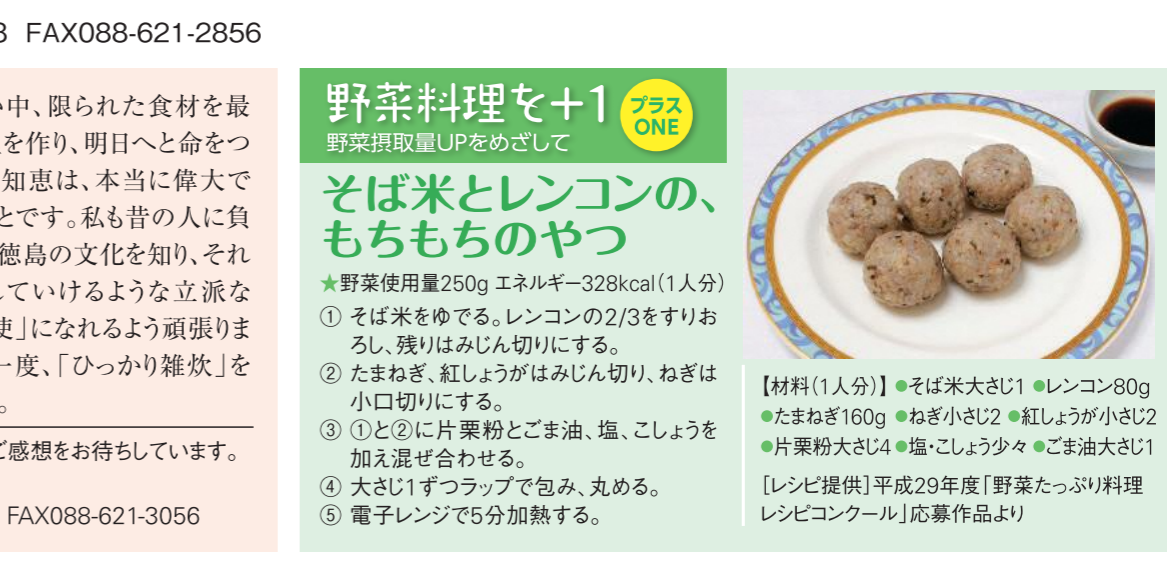 FAX088-621-2856
中、限られた食材を最
を作り、明日へと命をつ
知恵は、本当に偉大で
とです。私も昔の人に負
徳島の文化を知り、それ
していけるような立派な
使」になれるよう頑張りま
一度、「ひっかり雑炊」を
。
ご感想をお待ちしています。
FAX088-621-3056
野菜料理を+1
プラス
ONE
野菜摂取量UPをめざして
そば米とレンコンの、
もちもちのやつ
★野菜使用量250g エネルギー328kcal(1人分)
① そば米をゆでる。レンコンの2/3をすりお
ろし、残りはみじん切りにする。
② たまねぎ、紅しょうがはみじん切り、ねぎは
小口切りにする。
③ ①と②に片栗粉とごま油、塩、こしょうを
加え混ぜ合わせる。
④ 大さじ1ずつラップで包み、丸める。
⑤ 電子レンジで5分加熱する。
【材料(1人分)】 ●そば米大さじ1 ●レンコン80g
●たまねぎ160g ●ねぎ小さじ2 ●紅しょうが小さじ2
●片栗粉大さじ4 ●塩・こしょう少々 ●ごま油大さじ1
[レシピ提供]平成29年度「野菜たっぷり料理
レシピコンクール」応募作品より